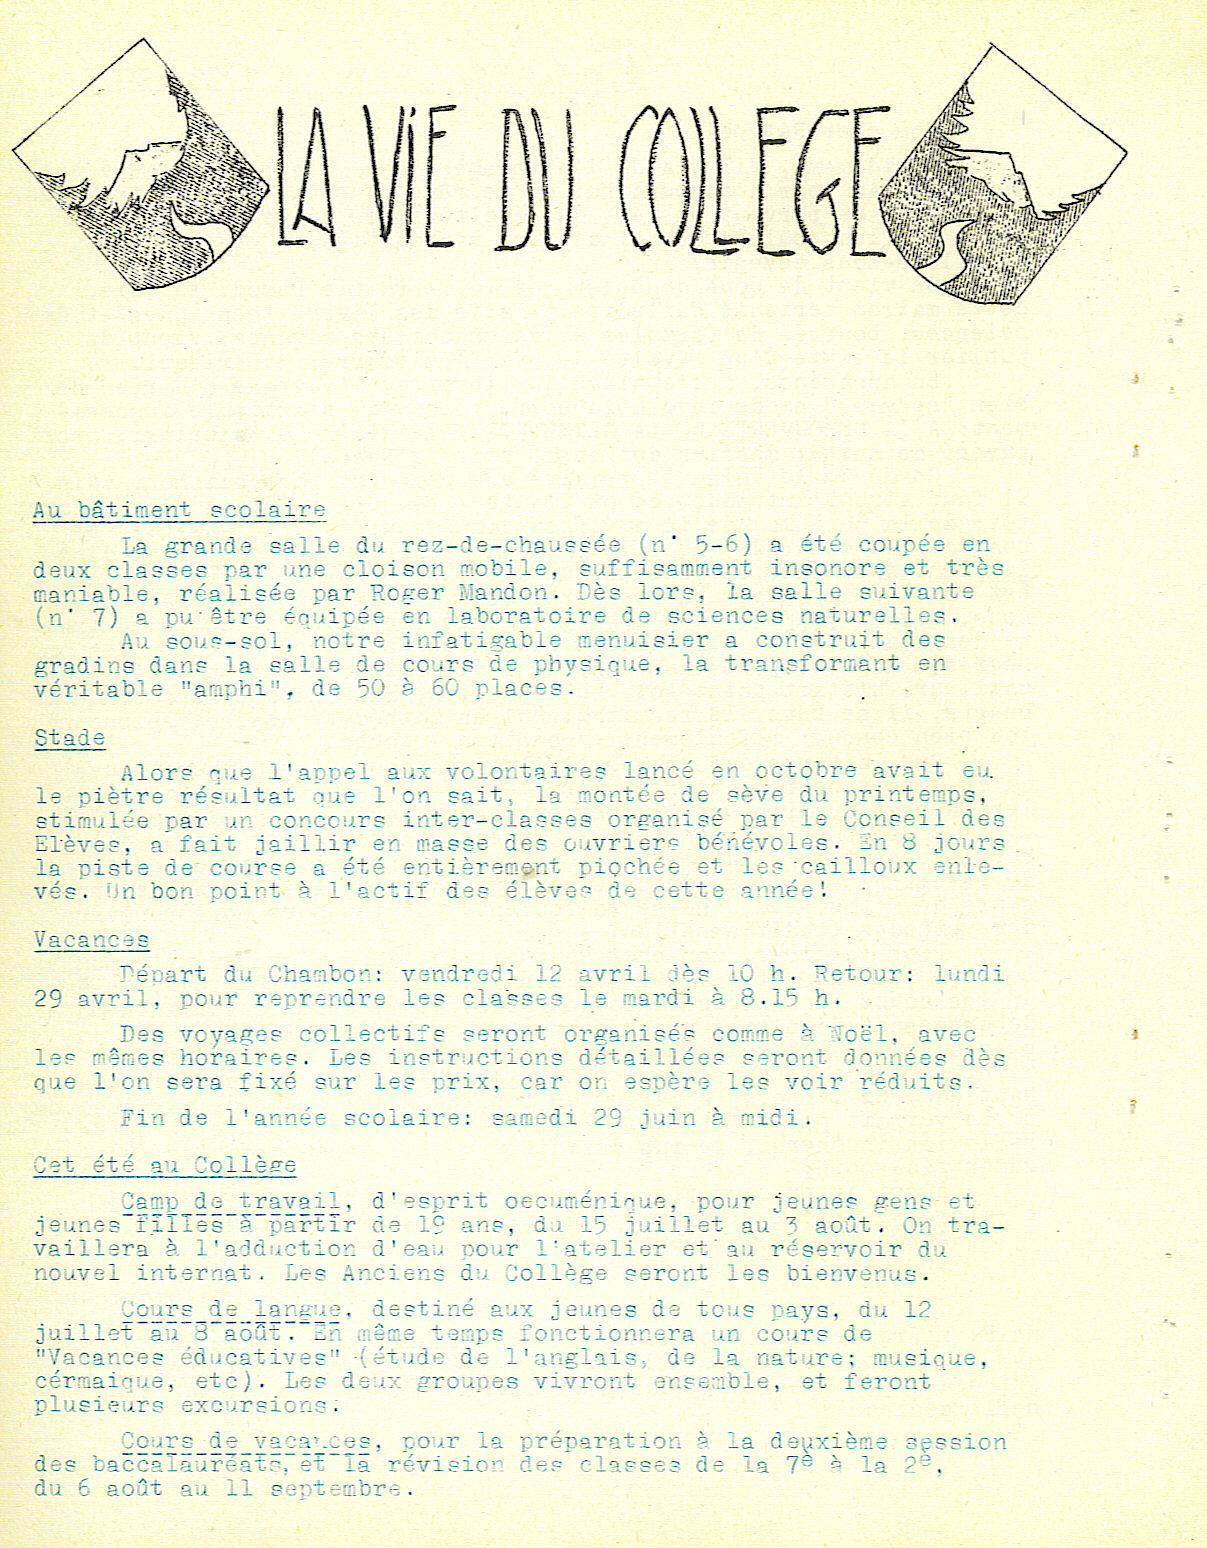 LA ViE DU COLLEGE
Au bâtiment scolaire
La grande salle du rez-de-chaussée (n° 5-6) a été coupée en
deux classes par une cloison mobile, suffisamment insonore et très
maniable, réalisée par Roger Mandon. Dès lors, la salle suivante
(n° 7) a pu être équipée en laboratoire de sciences naturelles.
Au sous-sol, notre infatigable menuisier a construit des
gradins dans la salle de cours de physique, la transformant en
véritable "amphi", de 50 à 60 places.
Stade
Alors que l'appel aux volontaires lancé en octobre avait eu
le piètre résultat que l'on sait, la montée de sève du printemps,
stimulée par un concours inter-classes organisé par le Conseil des
Elèves, a fait jaillir en masse des ouvriers bénévoles. En 8 jours
la piste de course a été entièrement piochée et les cailloux enle-
vés. Un bon point à l'actif des élèves de cette année!
Vacances
Départ du Chambon: vendredi 12 avril dès 10 h. Retour: lundi
29 avril, pour reprendre les classes le mardi à 8.15 h.
Des voyages collectifs seront organisés comme à Noël, avec
les mêmes horaires. Les instructions détaillées seront données dès
que l'on sera fixé sur les prix, car on espère les voir réduits.
Fin de l'année scolaire: samedi 29 juin à midi.
Cet été au Collège
Camp de travail, d'esprit oecuménique, pour jeunes gens et
jeunes filles à partir de 19 ans, du 15 juillet au 3 août. On tra-
vaillera à l'adduction d'eau pour l'atelier et au réservoir du
nouvel internat. Les Anciens du Collège seront les bienvenus.
Cours de langue, destiné aux jeunes de tous pays, du 12
juillet au 8 août. En même temps fonctionnera un cours de
"Vacances éducatives" (étude de l'anglais, de la nature; musique,
cérmaique, etc). Les deux groupes vivront ensemble, et feront
plusieurs excursions.
Cours de vacances, pour la préparation à la deuxième session
des baccalauréats, et la révision des classes de la 7e à la 2e,
du 6 août au 11 septembre.